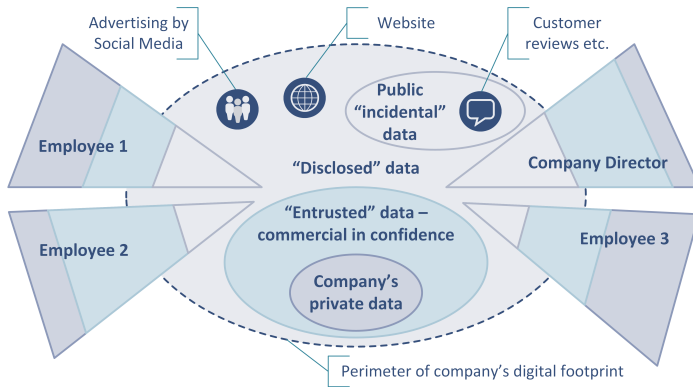 Advertising by
Social Media
Website
Customer
reviews etc.
Public
“incidental”
data
Employee 1
“Disclosed” data
Company Director
“Entrusted” data –
commercial in confidence
Employee 2
Employee 3
Company’s
private data
Perimeter of company’s digital footprint